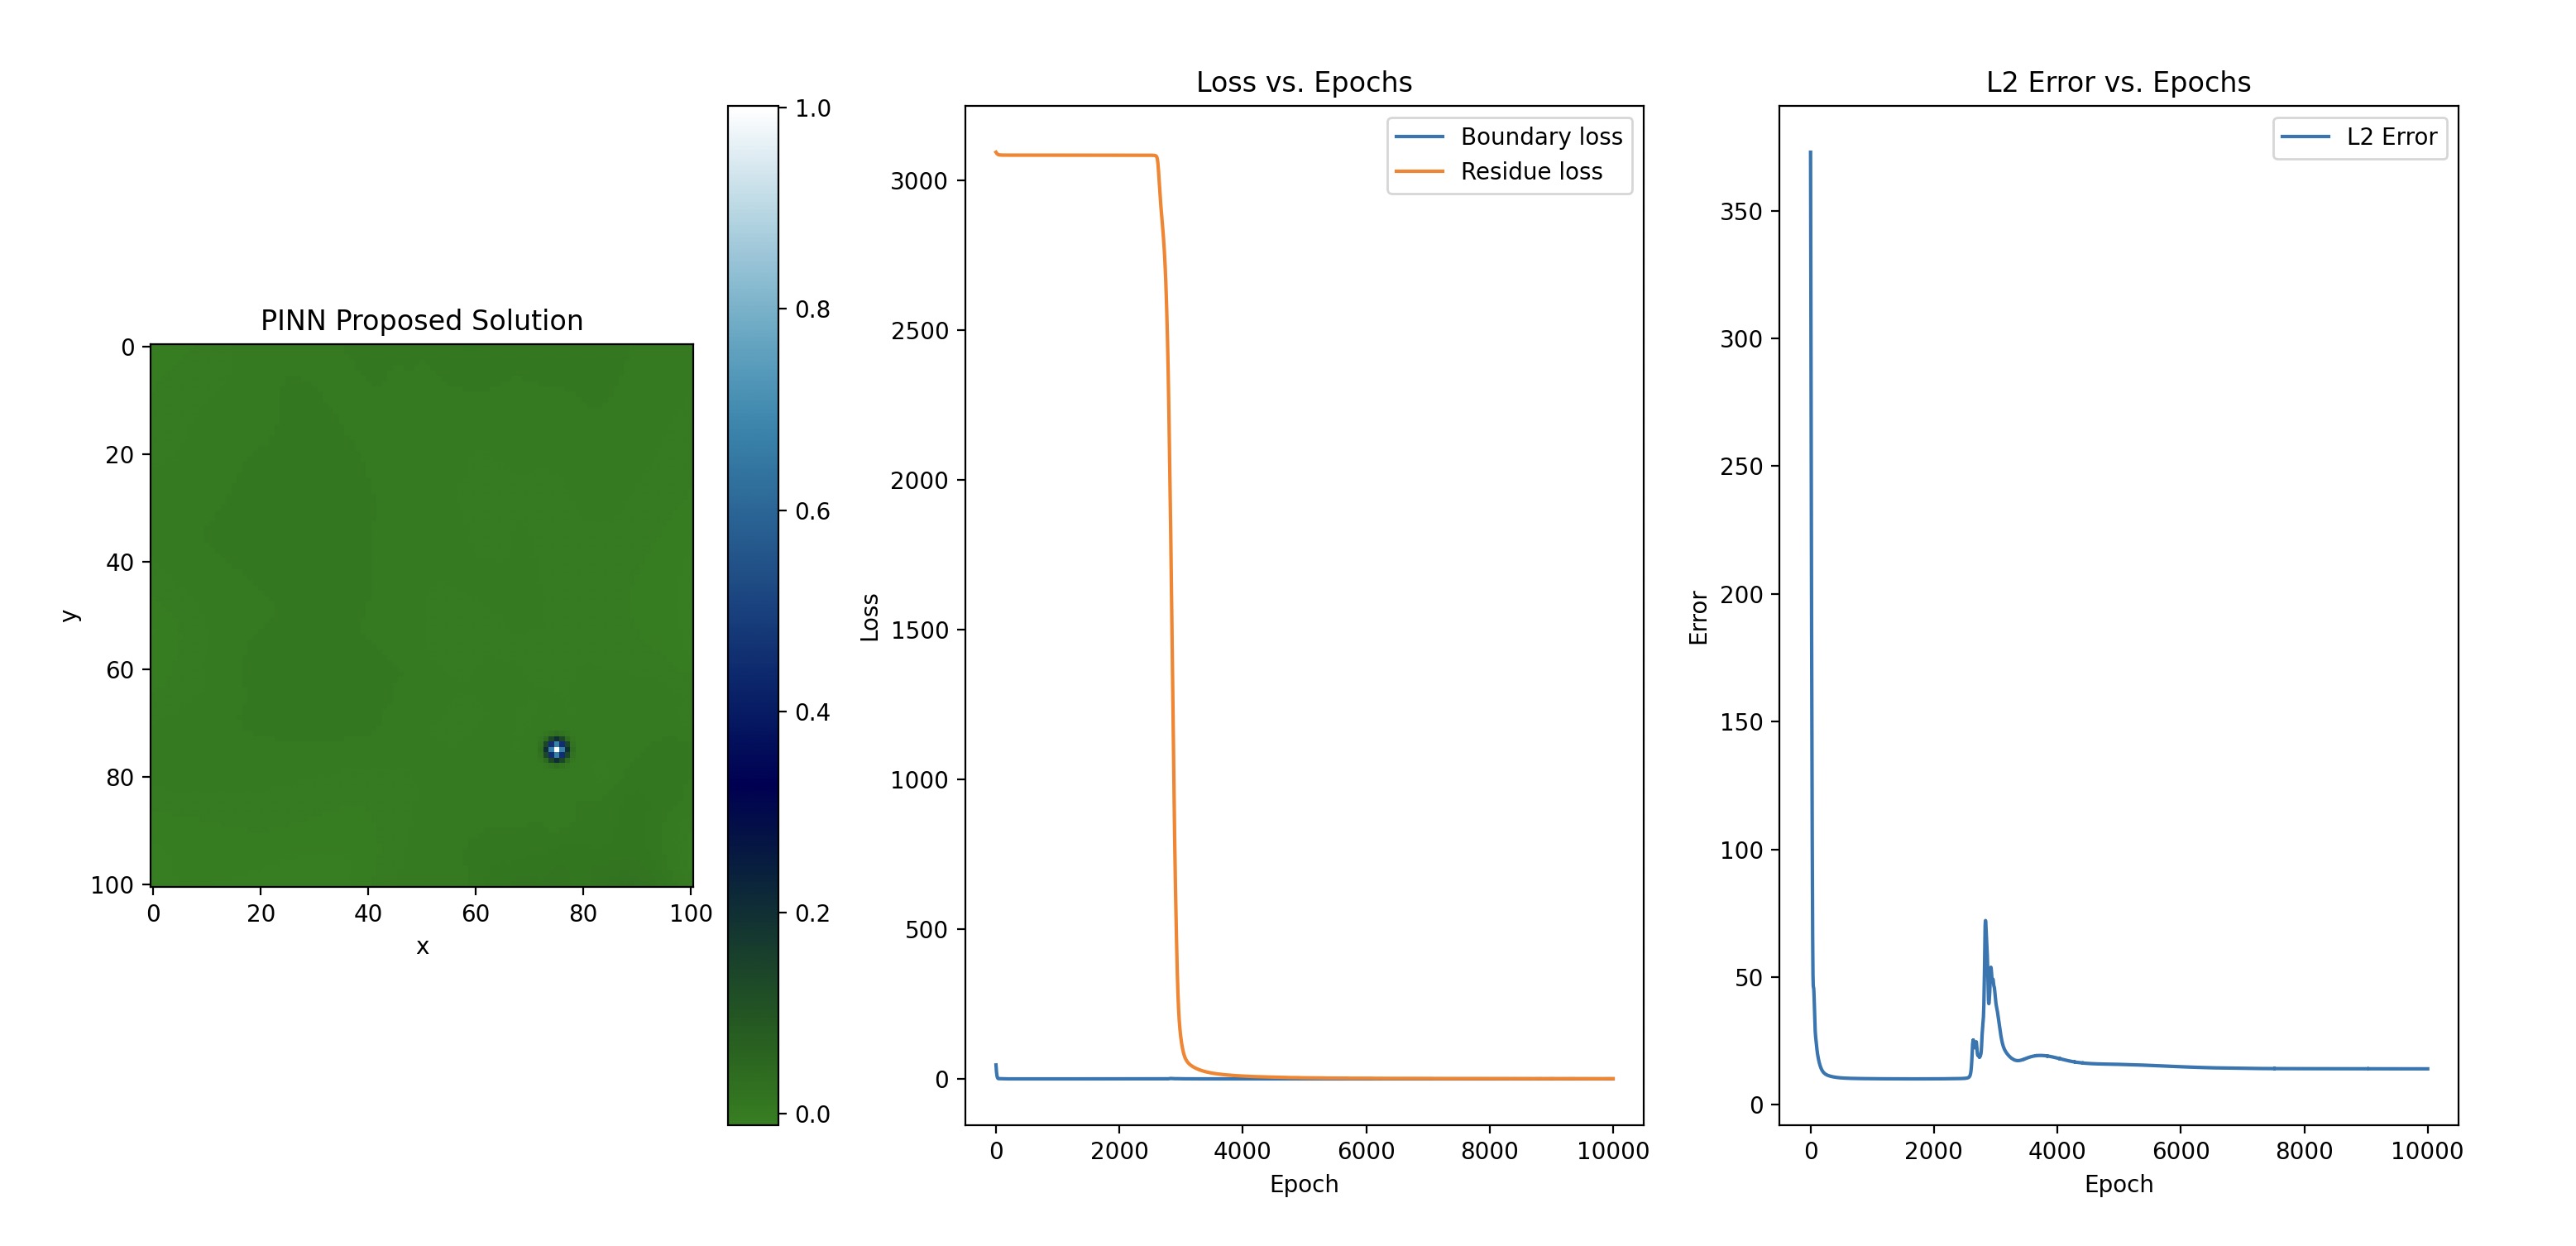 PINN Proposed Solution
0
20
40
60
80
100
y
0 20 40 60 80 100
x
1.0
0.8
0.6
0.4
0.2
0.0
Loss vs. Epochs
Boundary loss
Residue loss
3000
2500
2000
1500
1000
500
0
Loss
0 2000 4000 6000 8000 10000
Epoch
L2 Error vs. Epochs
L2 Error
350
300
250
200
150
100
50
0
Error
0 2000 4000 6000 8000 10000
Epoch